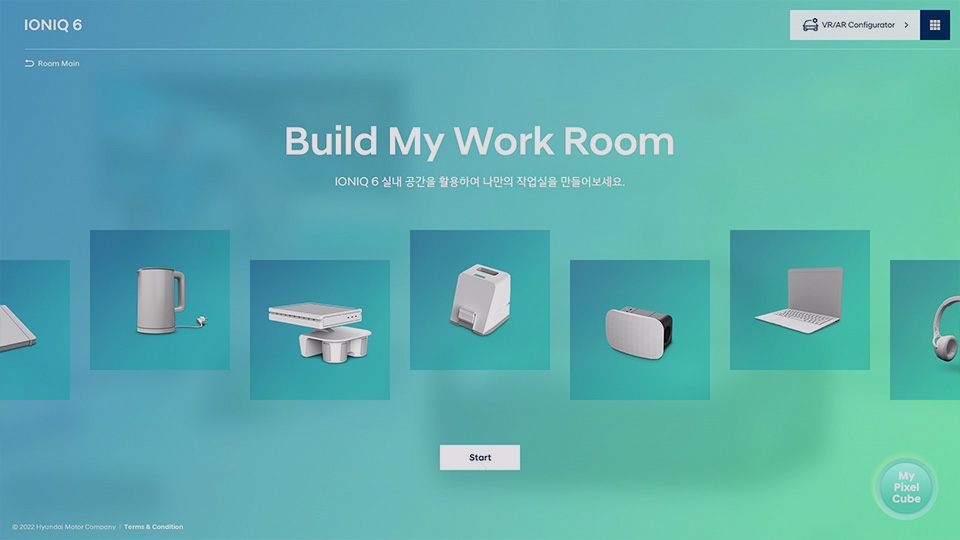 IONIQ 6
VR/AR Configurator
Room Main
Build My Work Room
IONIQ 6 실내 공간을 활용하여 나만의 작업실을 만들어보세요.
Start
My
Pixel
Cube
© 2022 Hyundai Motor Company | Terms & Condition